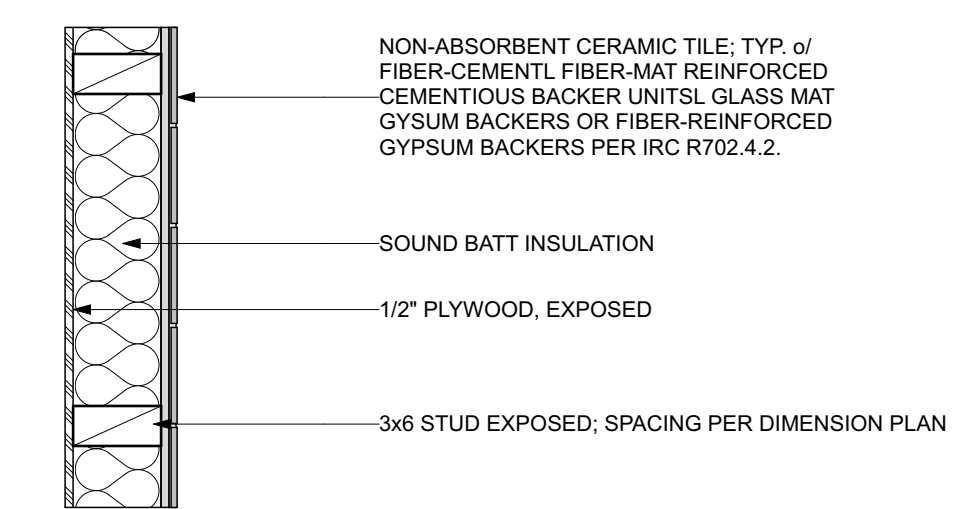 NON-ABSORBENT CERAMIC TILE; TYP. o/
FIBER-CEMENTL FIBER-MAT REINFORCED
CEMENTIOUS BACKER UNITSL GLASS MAT
GYSUM BACKERS OR FIBER-REINFORCED
GYPSUM BACKERS PER IRC R702.4.2.
SOUND BATT INSULATION
1/2" PLYWOOD, EXPOSED
3x6 STUD EXPOSED; SPACING PER DIMENSION PLAN